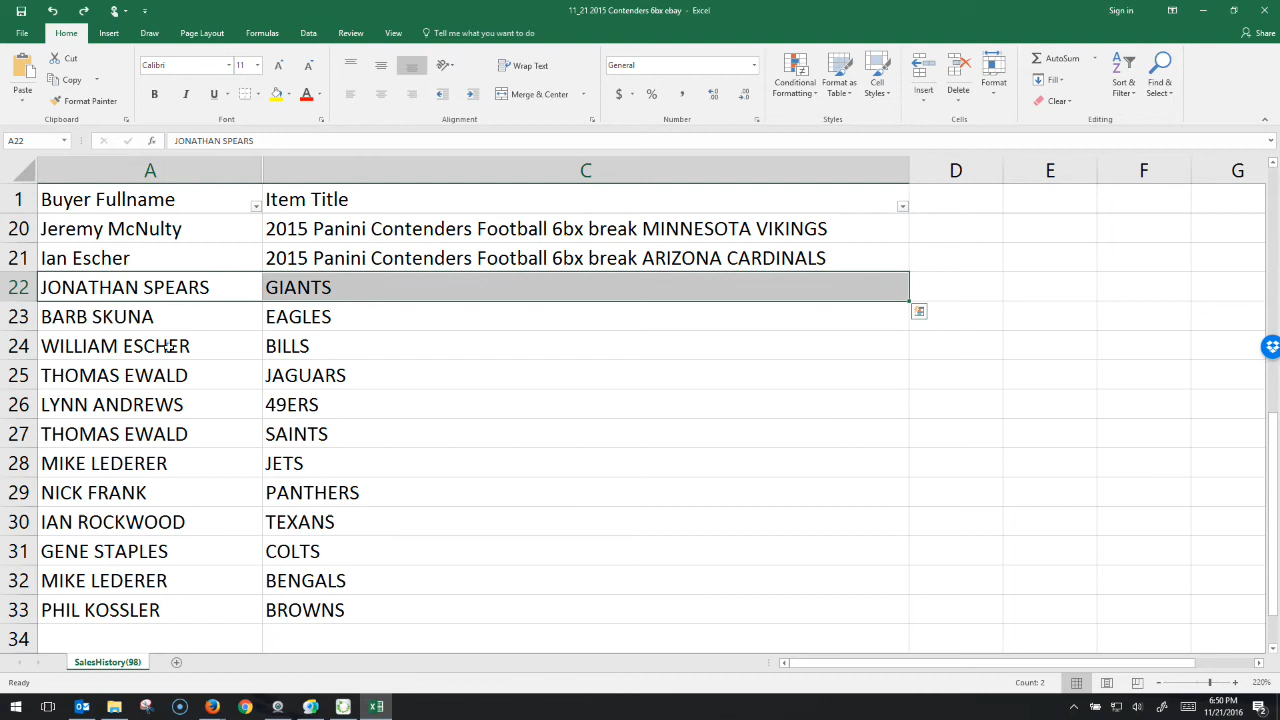 11_21 2015 Contenders 6bx ebay - Excel
Sign in
File Home Insert Draw Page Layout Formulas Data Review View Tell me what you want to do Share
Paste
Cut
Copy
Format Painter
Calibri 11
B I U
Wrap Text
Merge & Center
General
$ % ,
Conditional Formatting
Format as Table
Cell Styles
Insert
Delete
Format
AutoSum
Fill
Clear
Sort & Filter
Find & Select
Clipboard Font Alignment Number Styles Cells Editing
A22 fx JONATHAN SPEARS
A C D E F G
1 Buyer Fullname Item Title
20 Jeremy McNulty 2015 Panini Contenders Football 6bx break MINNESOTA VIKINGS
21 Ian Escher 2015 Panini Contenders Football 6bx break ARIZONA CARDINALS
22 JONATHAN SPEARS GIANTS
23 BARB SKUNA EAGLES
24 WILLIAM ESCHER BILLS
25 THOMAS EWALD JAGUARS
26 LYNN ANDREWS 49ERS
27 THOMAS EWALD SAINTS
28 MIKE LEDERER JETS
29 NICK FRANK PANTHERS
30 IAN ROCKWOOD TEXANS
31 GENE STAPLES COLTS
32 MIKE LEDERER BENGALS
33 PHIL KOSSLER BROWNS
34
SalesHistory(98)
Ready Count: 2 220%
6:50 PM
11/21/2016